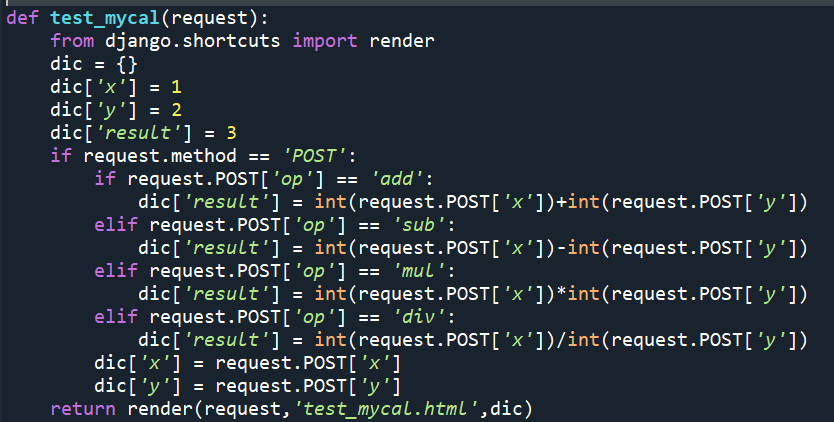 def test_mycal(request):
    from django.shortcuts import render
    dic = {}
    dic['x'] = 1
    dic['y'] = 2
    dic['result'] = 3
    if request.method == 'POST':
        if request.POST['op'] == 'add':
            dic['result'] = int(request.POST['x'])+int(request.POST['y'])
        elif request.POST['op'] == 'sub':
            dic['result'] = int(request.POST['x'])-int(request.POST['y'])
        elif request.POST['op'] == 'mul':
            dic['result'] = int(request.POST['x'])*int(request.POST['y'])
        elif request.POST['op'] == 'div':
            dic['result'] = int(request.POST['x'])/int(request.POST['y'])
        dic['x'] = request.POST['x']
        dic['y'] = request.POST['y']
    return render(request,'test_mycal.html',dic)